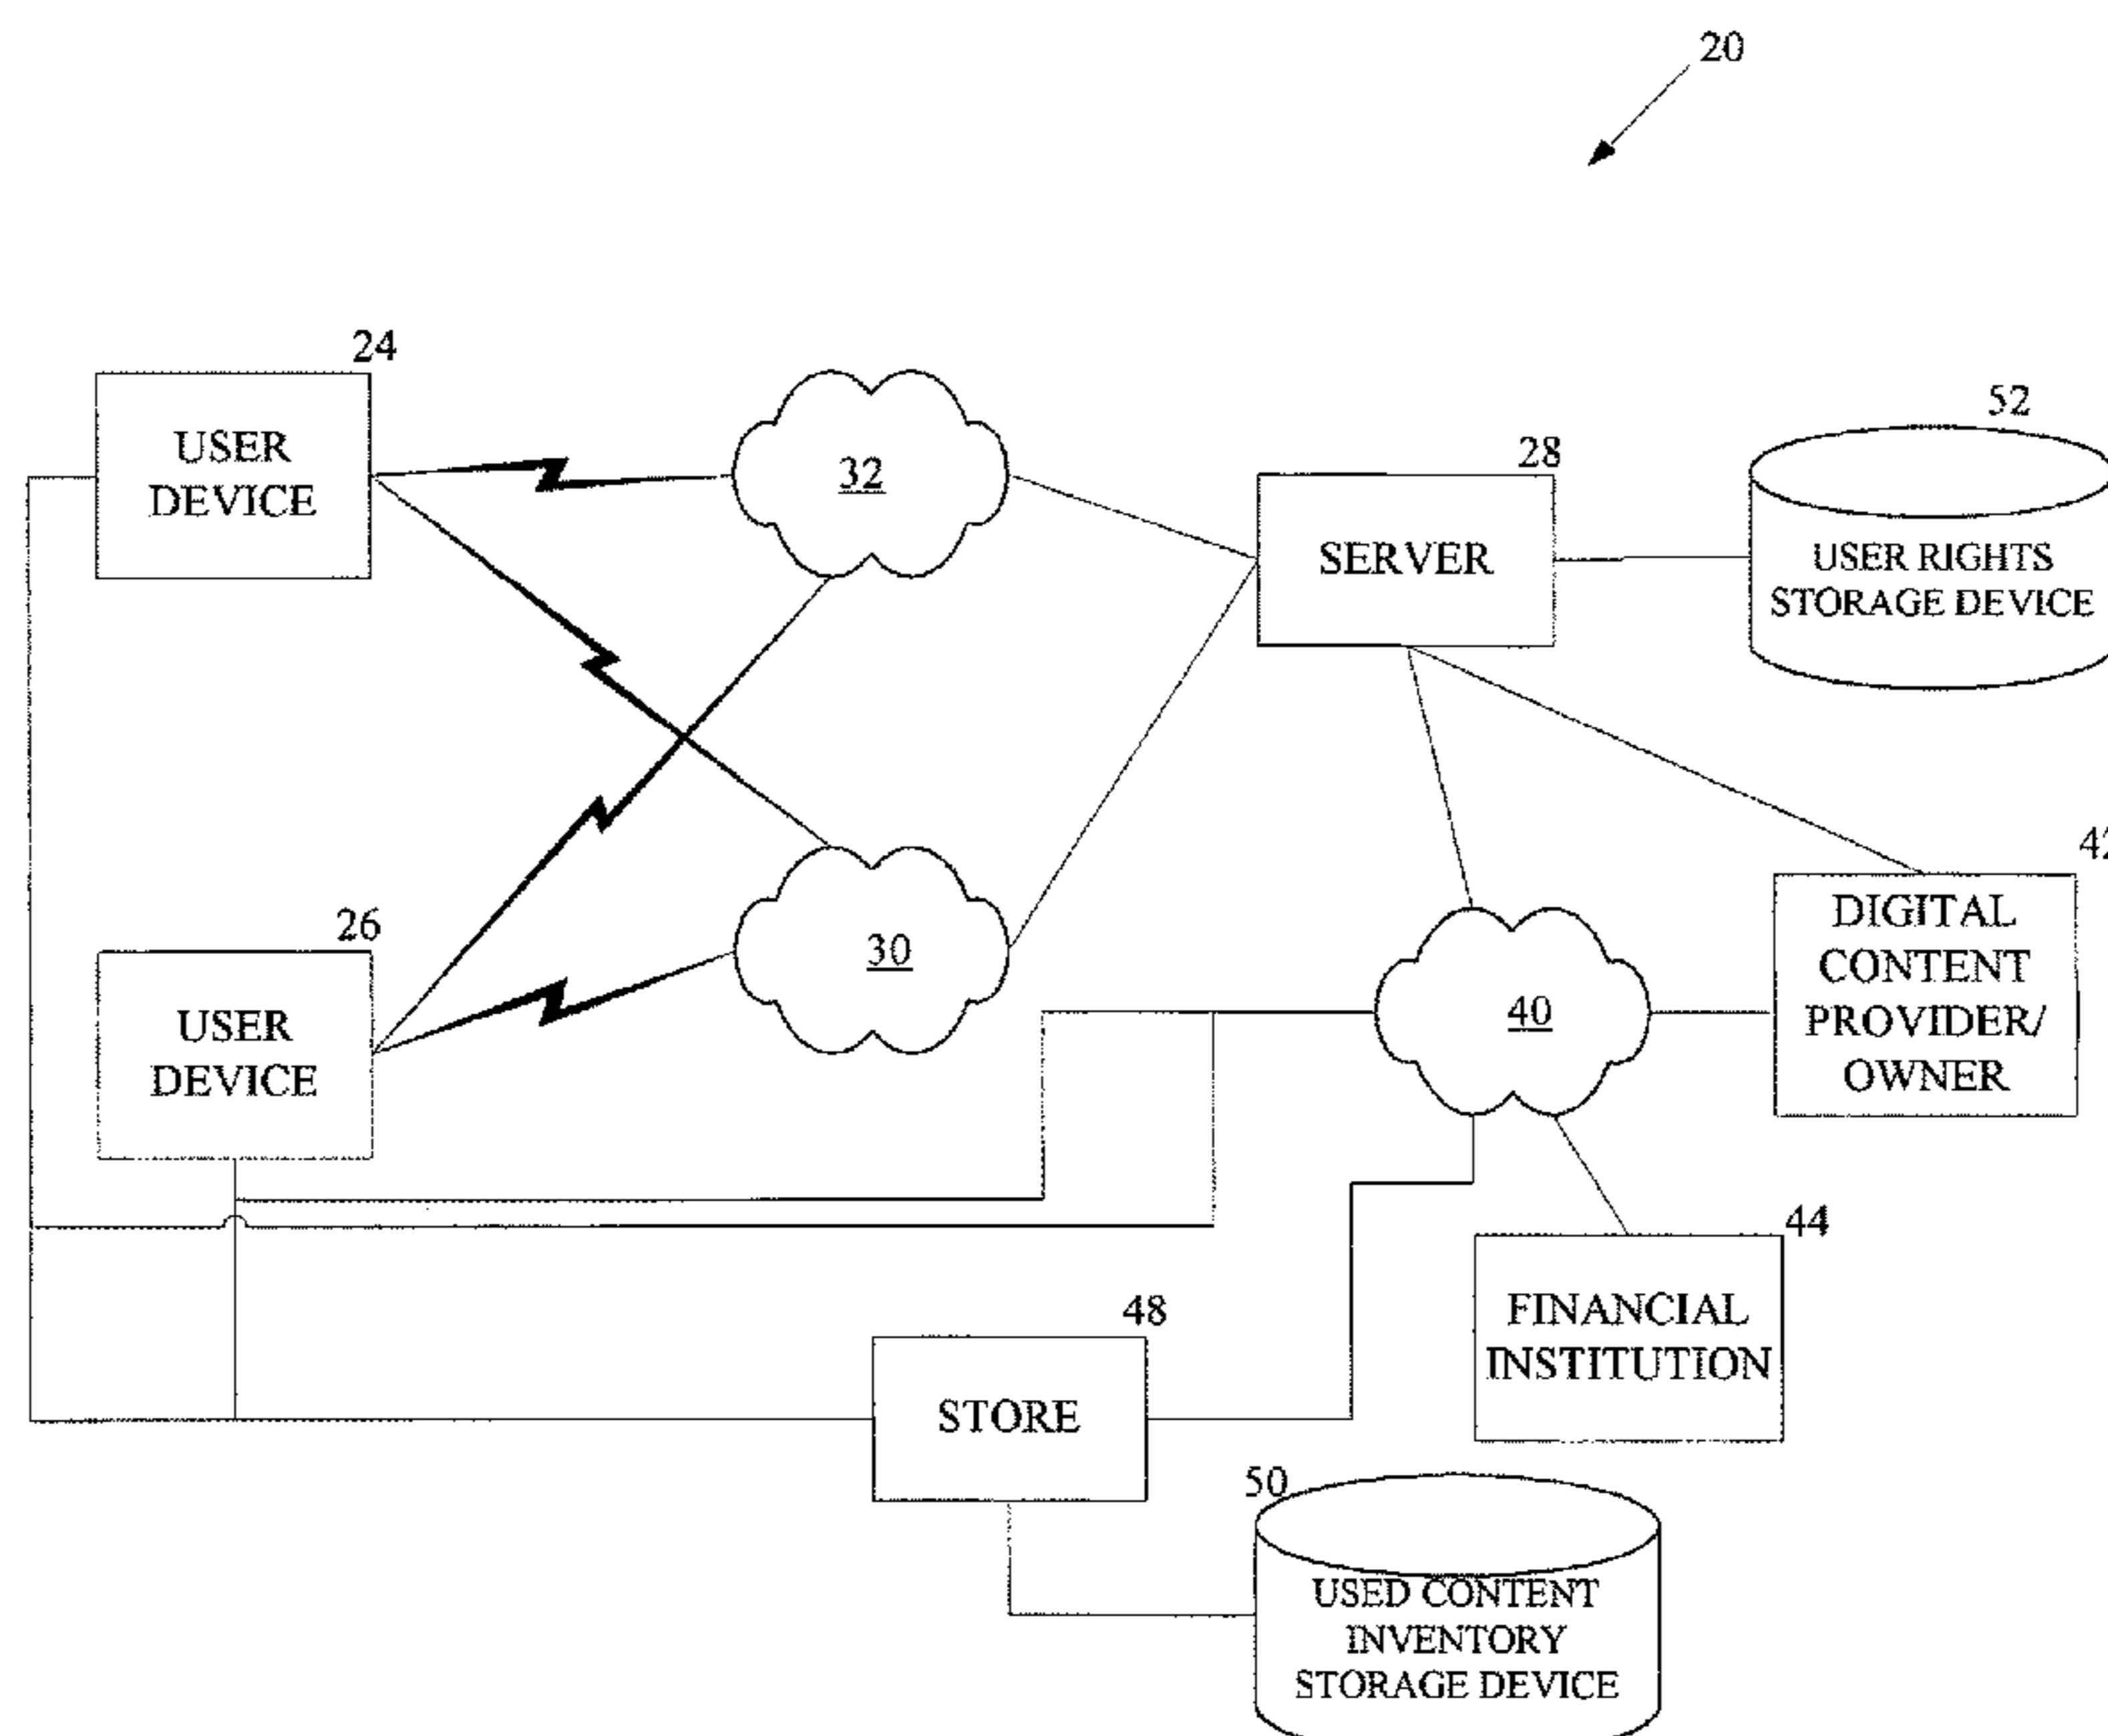 20
24
USER
DEVICE
32
28
SERVER
52
USER RIGHTS
STORAGE DEVICE
26
USER
DEVICE
30
40
42
DIGITAL
CONTENT
PROVIDER/
OWNER
44
FINANCIAL
INSTITUTION
48
STORE
50
USED CONTENT
INVENTORY
STORAGE DEVICE